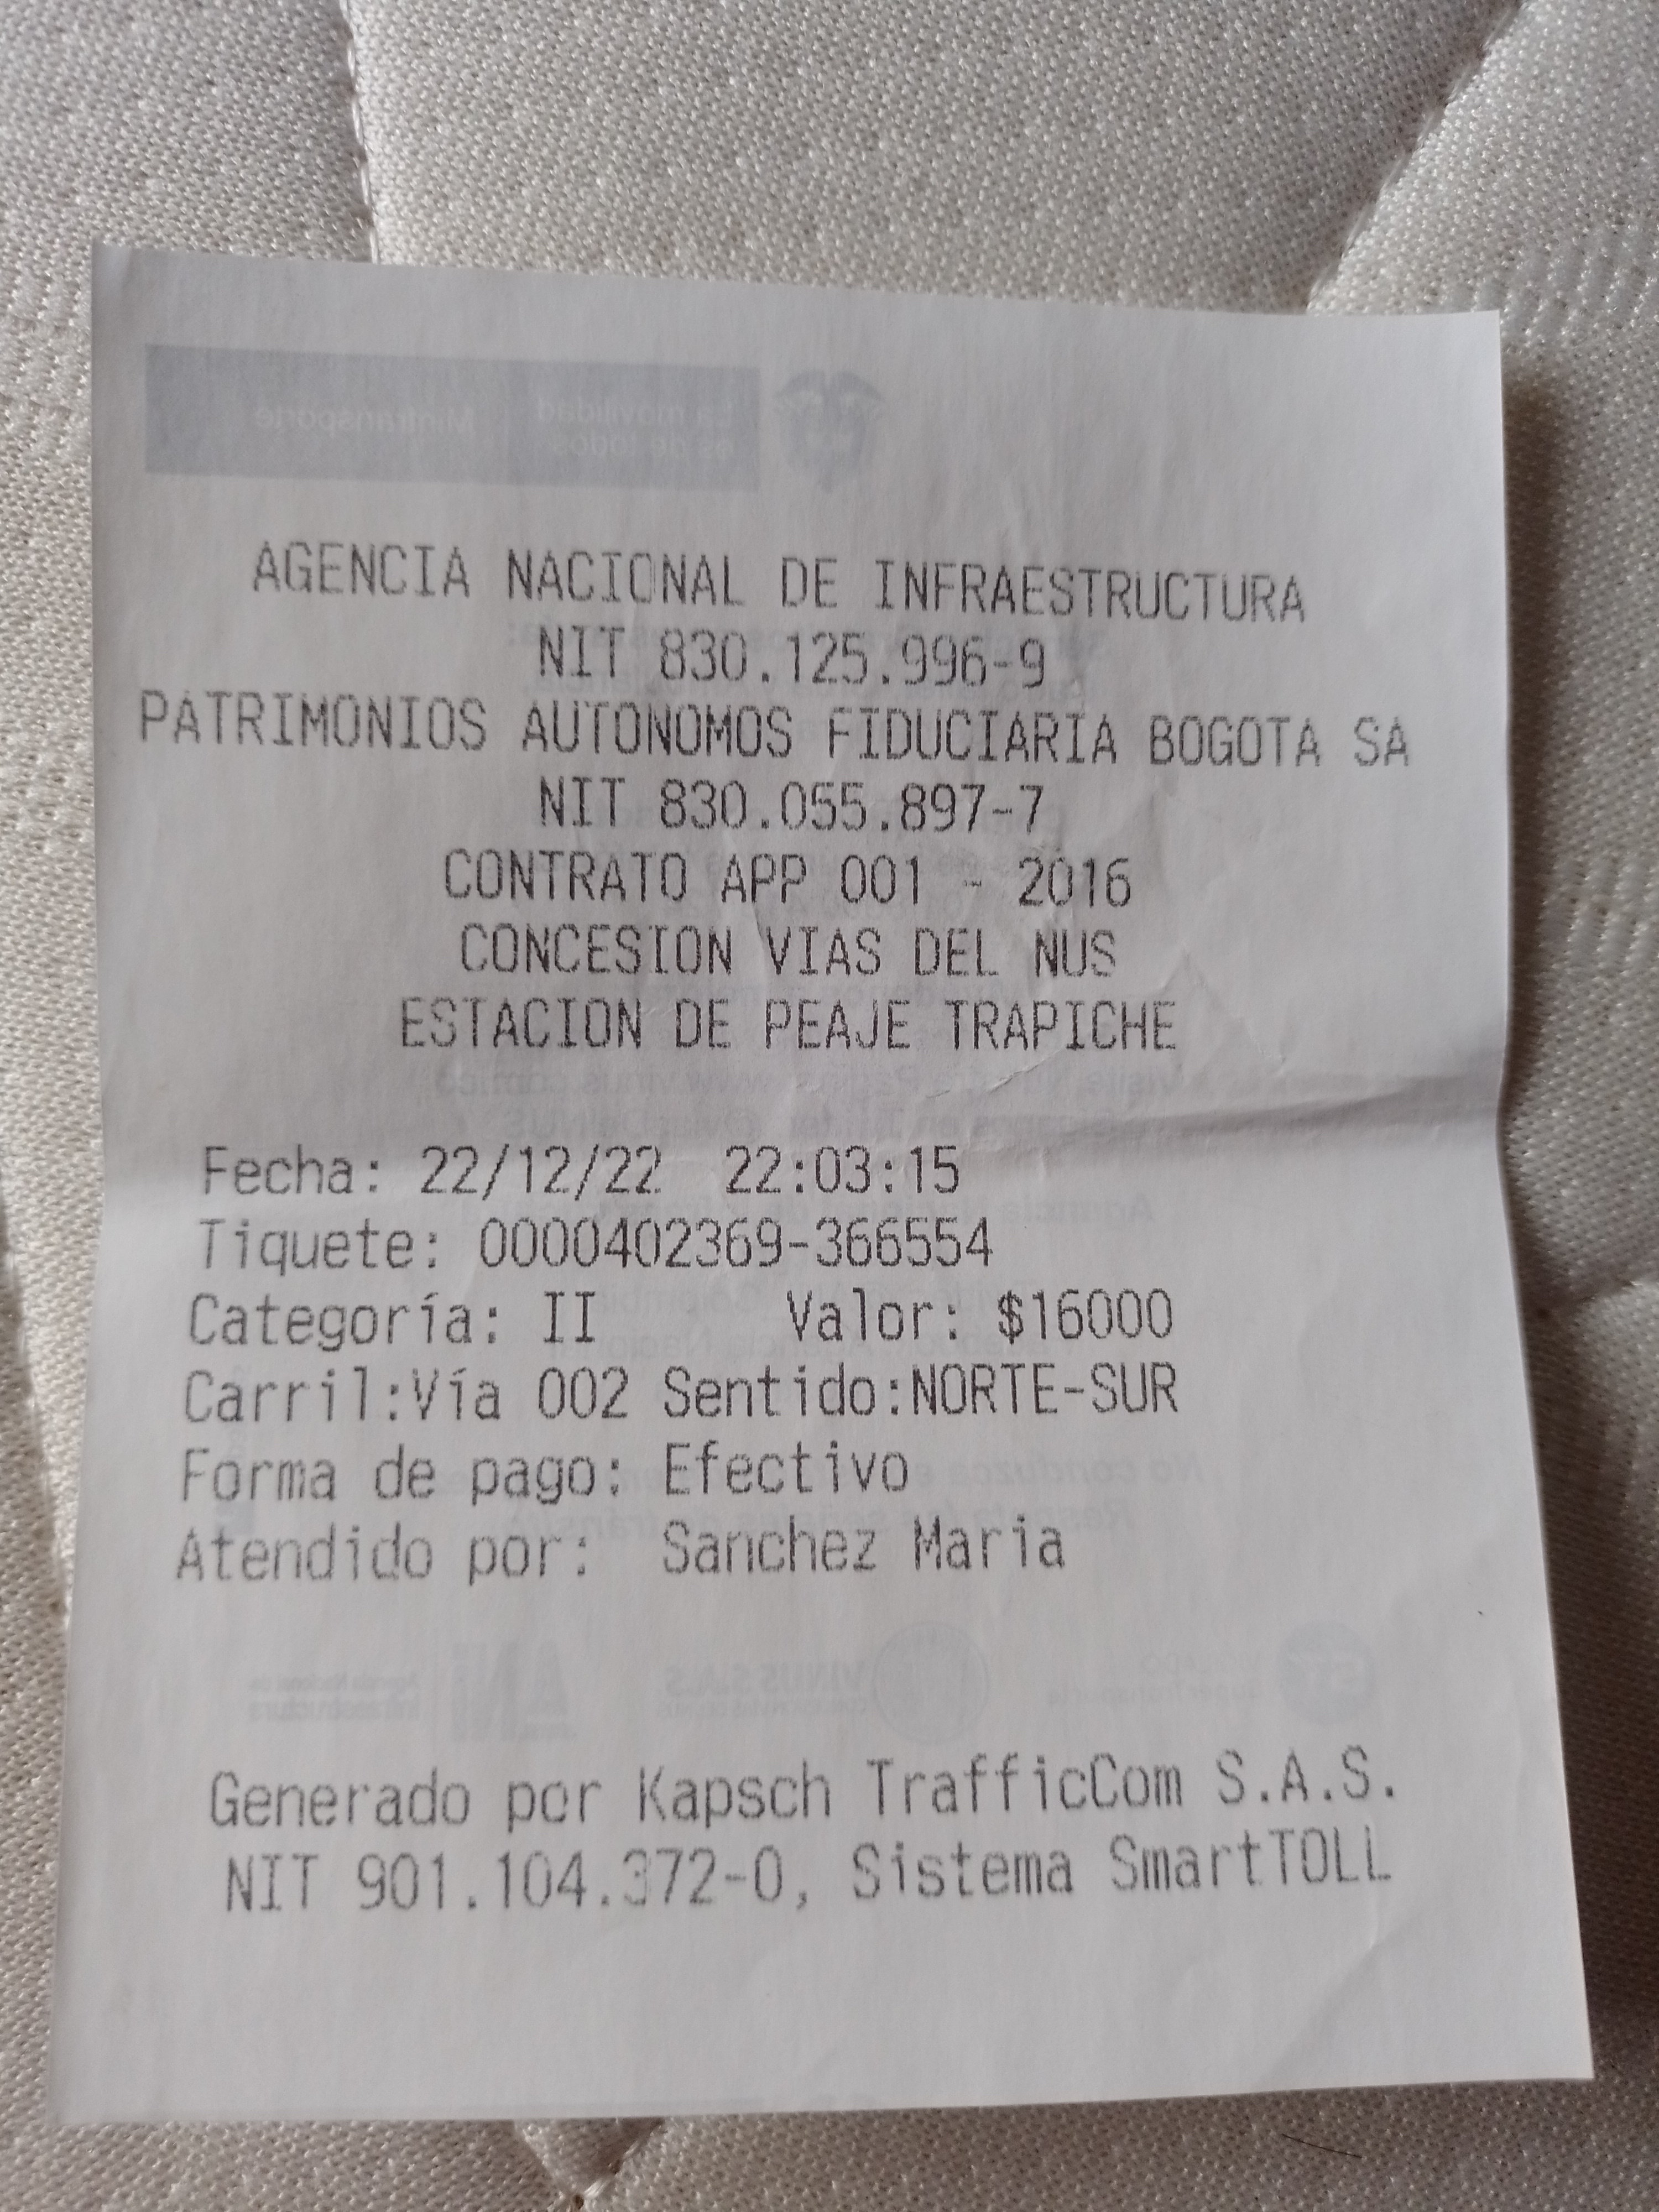 AGENCIA NACIONAL DE INFRAESTRUCTURA
NIT 830.125.996-9
PATRIMONIOS AUTONOMOS FIDUCIARIA BOGOTA SA
NIT 830.055.897-7
CONTRATO APP 001 - 2016
CONCESION VIAS DEL NUS
ESTACION DE PEAJE TRAPICHE
Fecha: 22/12/22 22:03:15
Tiquete: 0000402369-366554
Categoría: II Valor: $16000
Carril:Vía 002 Sentido:NORTE-SUR
Forma de pago: Efectivo
Atendido por: Sanchez Maria
Generado por Kapsch TrafficCom S.A.S.
NIT 901.104.372-0, Sistema SmartTOLL